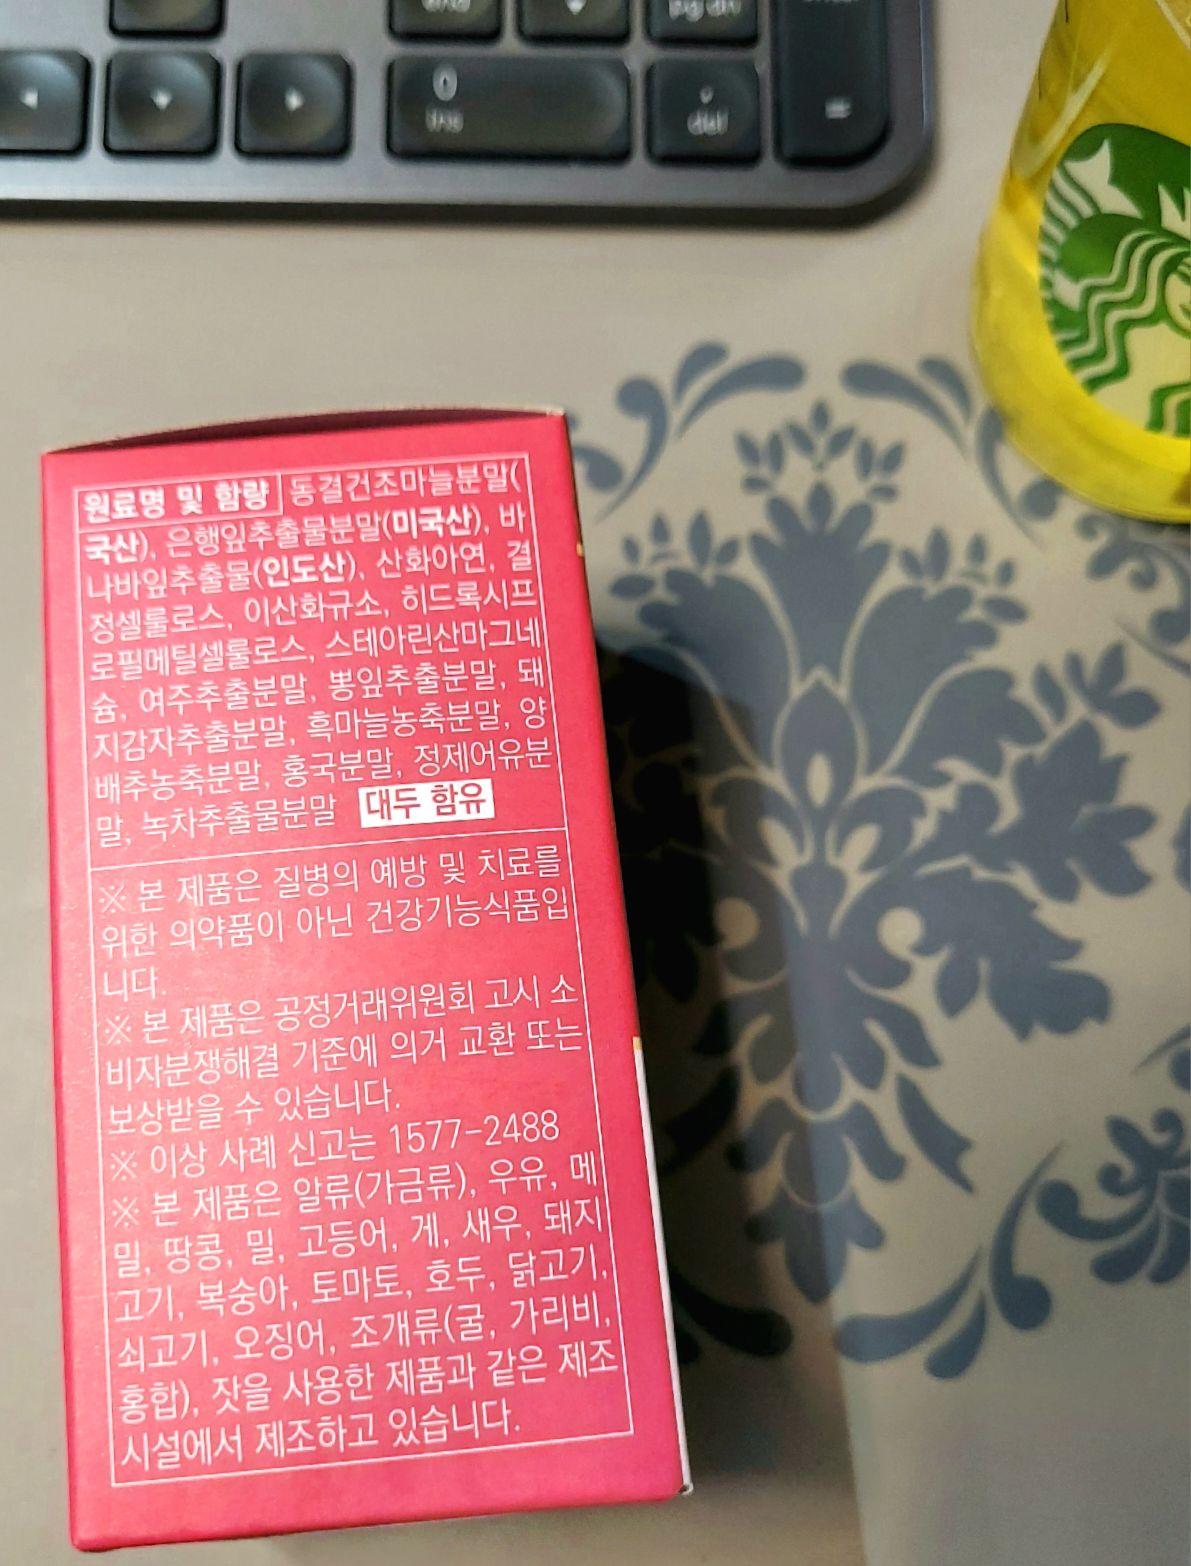 end
pg dn
enter
0
ins
.
del
=
원료명 및 함량 동결건조마늘분말(
국산), 은행잎추출물분말(미국산), 바
나바잎추출물(인도산), 산화아연, 결
정셀룰로스, 이산화규소, 히드록시프
로필메틸셀룰로스, 스테아린산마그네
슘, 여주추출분말, 뽕잎추출분말, 돼
지감자추출분말, 흑마늘농축분말, 양
배추농축분말, 홍국분말, 정제어유분
말, 녹차추출물분말 대두 함유
※ 본 제품은 질병의 예방 및 치료를
위한 의약품이 아닌 건강기능식품입
니다.
※ 본 제품은 공정거래위원회 고시 소
비자분쟁해결 기준에 의거 교환 또는
보상받을 수 있습니다.
※ 이상 사례 신고는 1577-2488
※ 본 제품은 알류(가금류), 우유, 메
밀, 땅콩, 밀, 고등어, 게, 새우, 돼지
고기, 복숭아, 토마토, 호두, 닭고기,
쇠고기, 오징어, 조개류(굴, 가리비,
홍합), 잣을 사용한 제품과 같은 제조
시설에서 제조하고 있습니다.